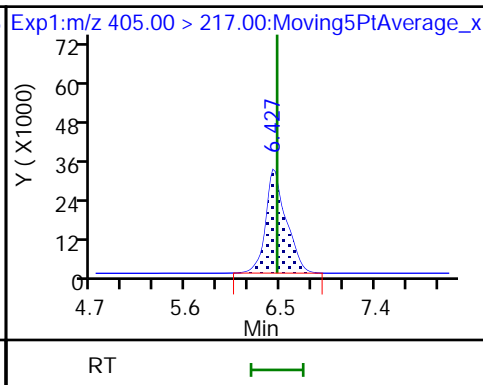 Exp1:m/z 405.00 > 217.00:Moving5PtAverage_x
72
60
48
36
24
12
0
Y ( X1000)
6.427
4.7 5.6 6.5 7.4
Min
RT